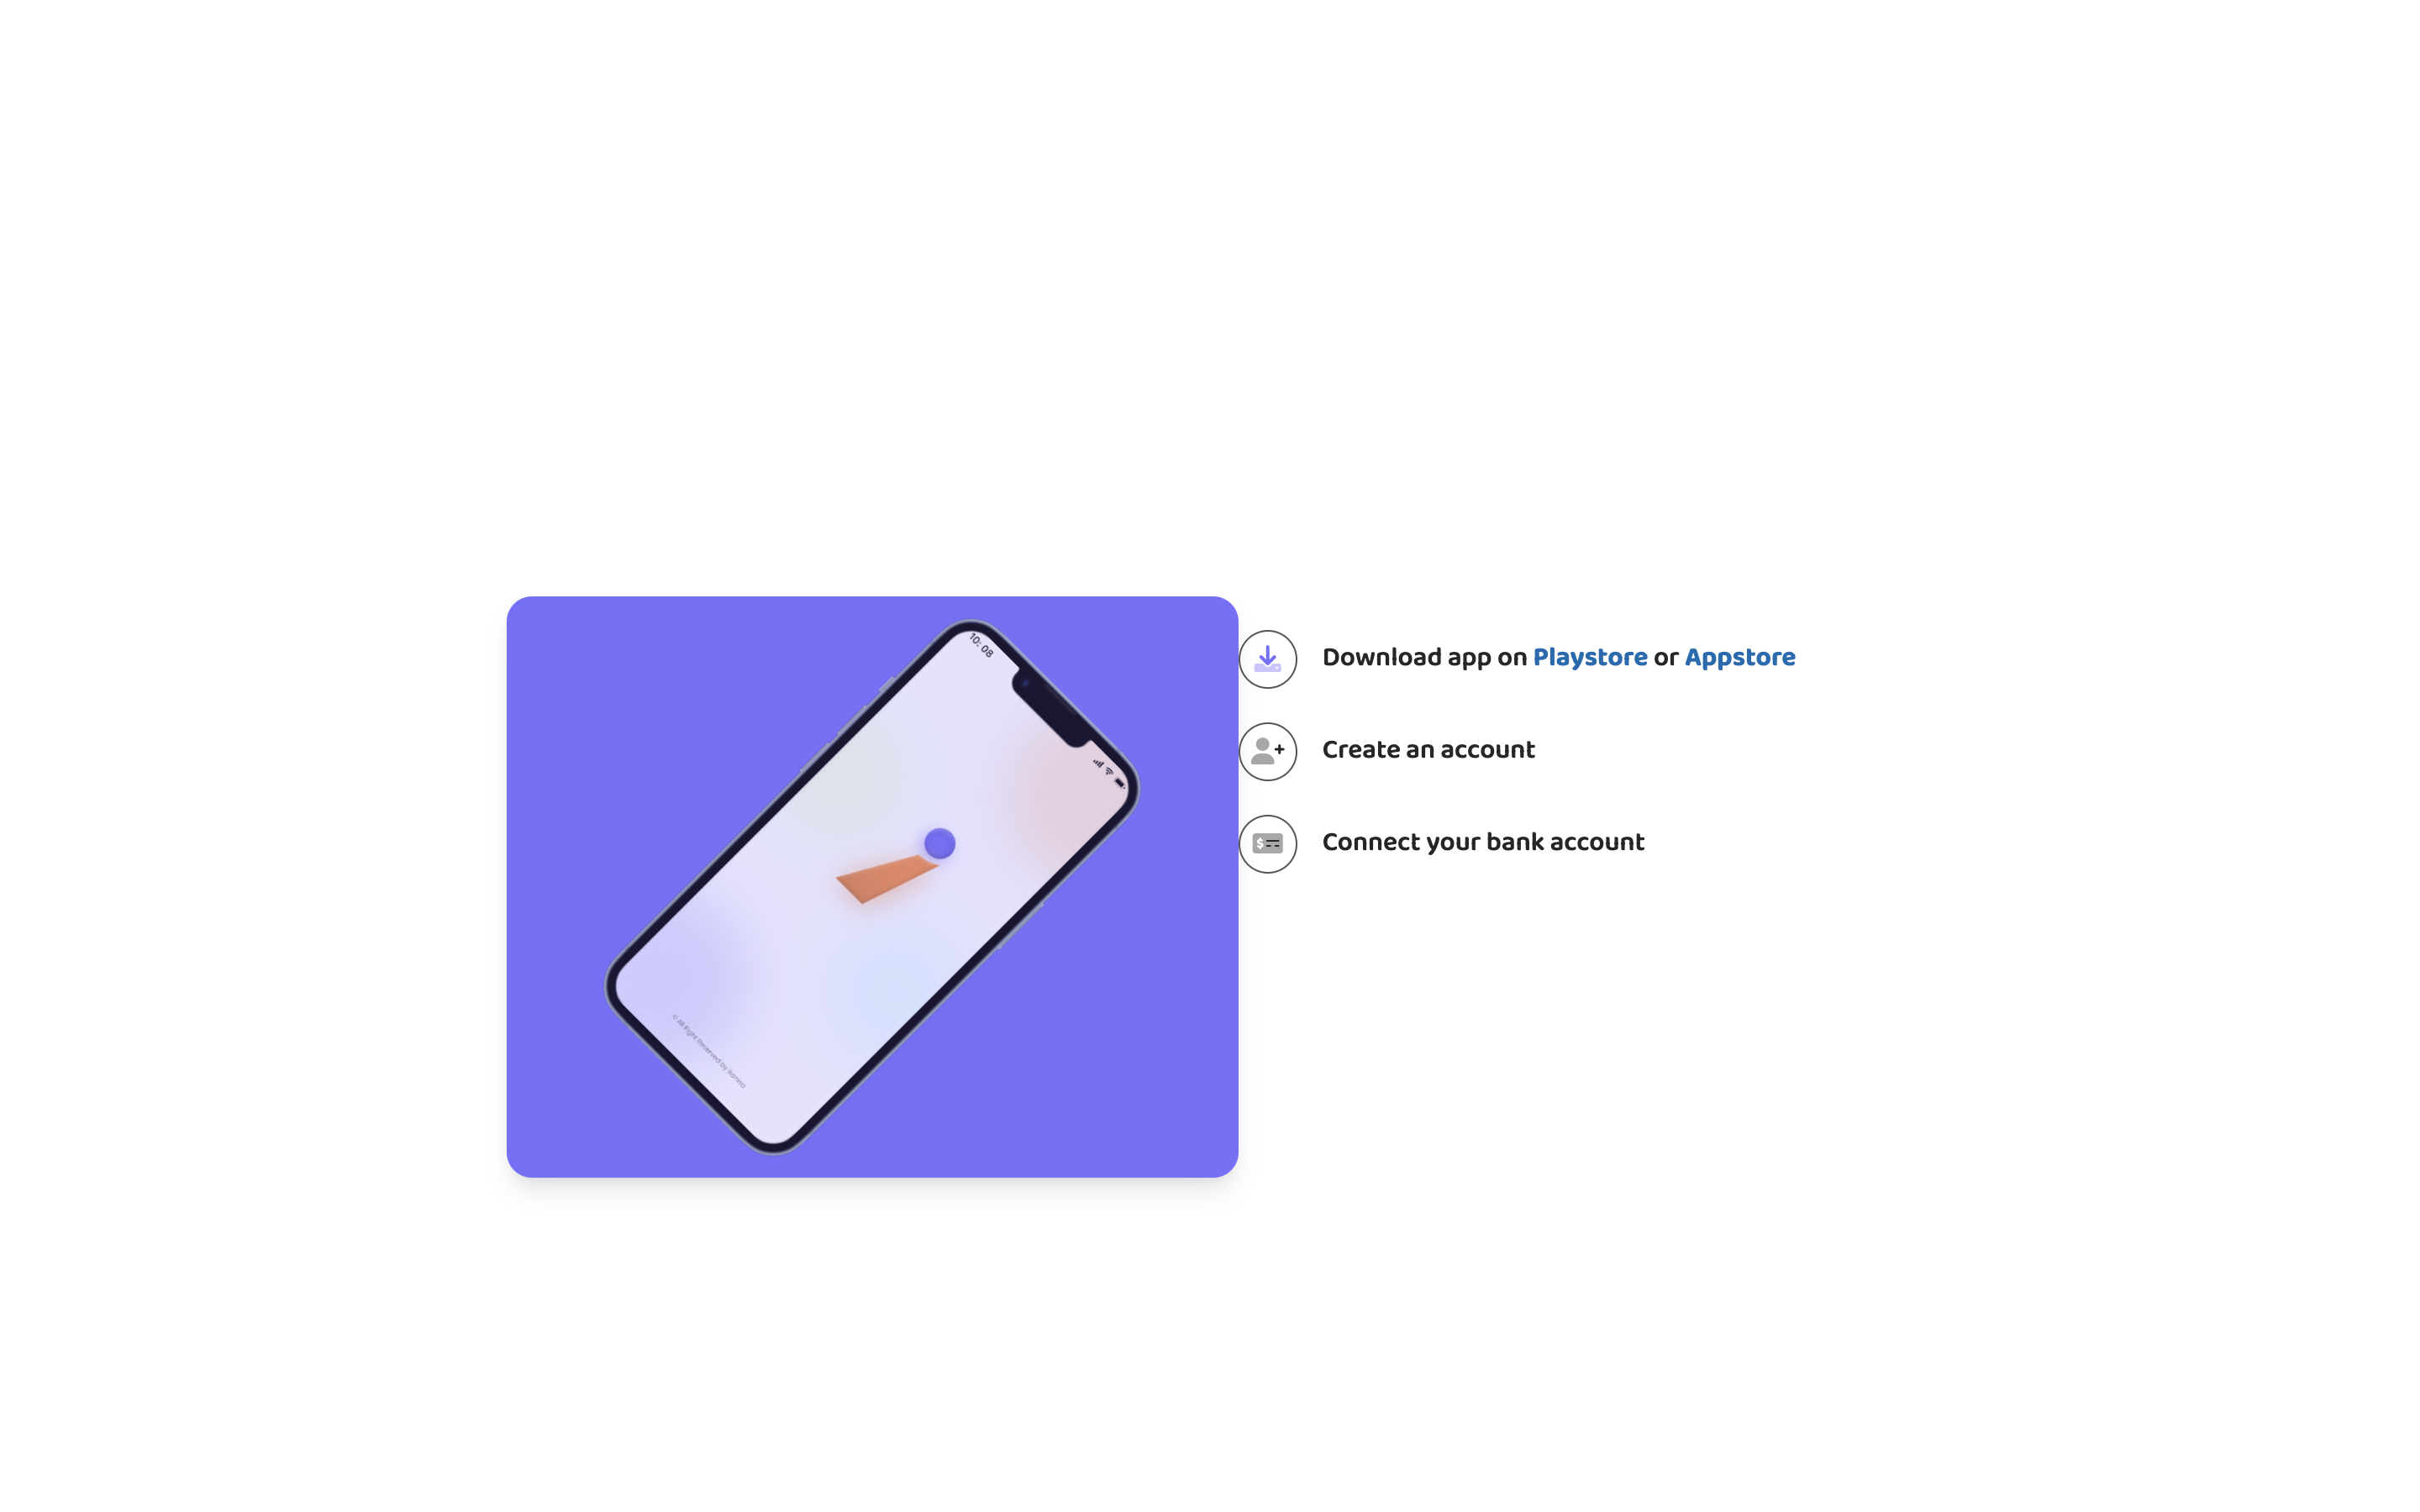 10: 08
© All Right Reserved by
Download app on Playstore or Appstore
Create an account
$
Connect your bank account